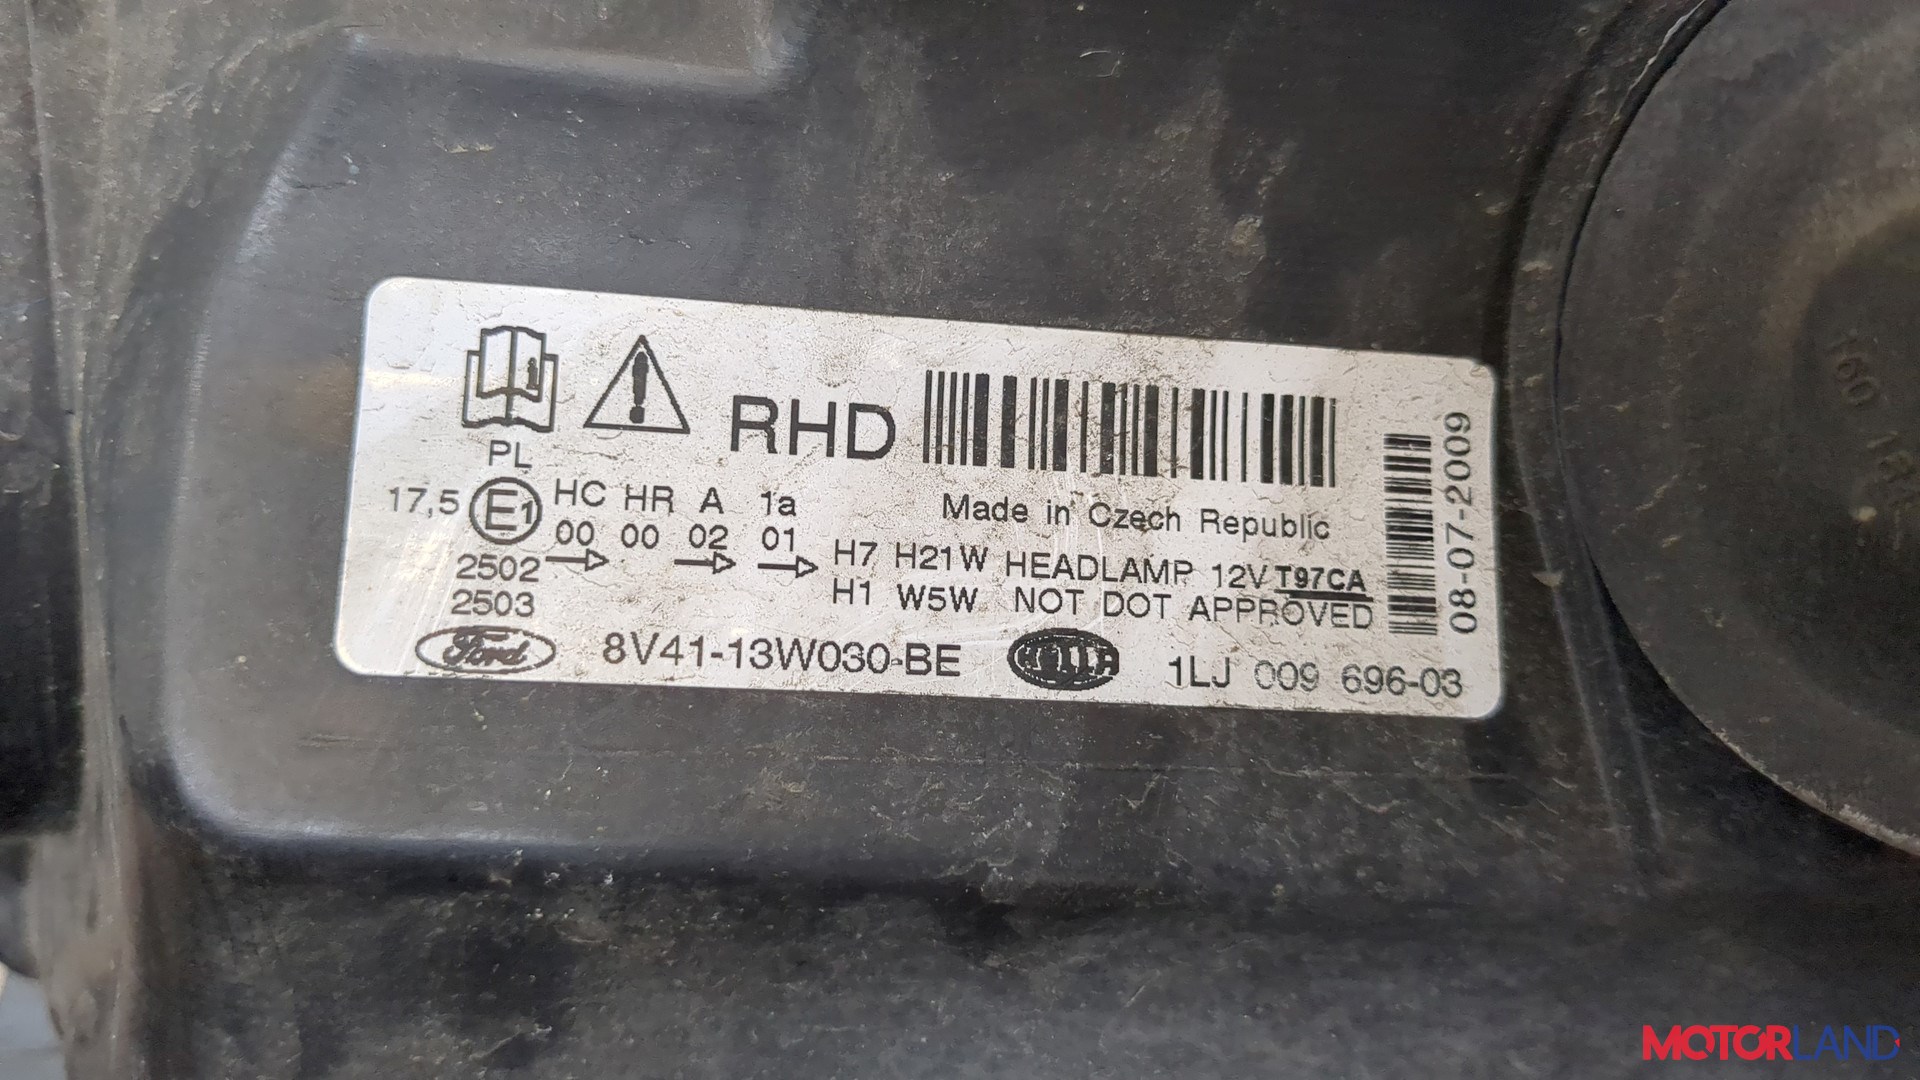 RHD
PL
17,5 E1 HC HR A 1a
00 00 02 01
2502
2503
Made in Czech Republic
H7 H21W HEADLAMP 12V T97CA
H1 W5W NOT DOT APPROVED
Ford 8V41-13W030-BE HELLA 1LJ 009 696-03
08-07-2009
MOTORLAND